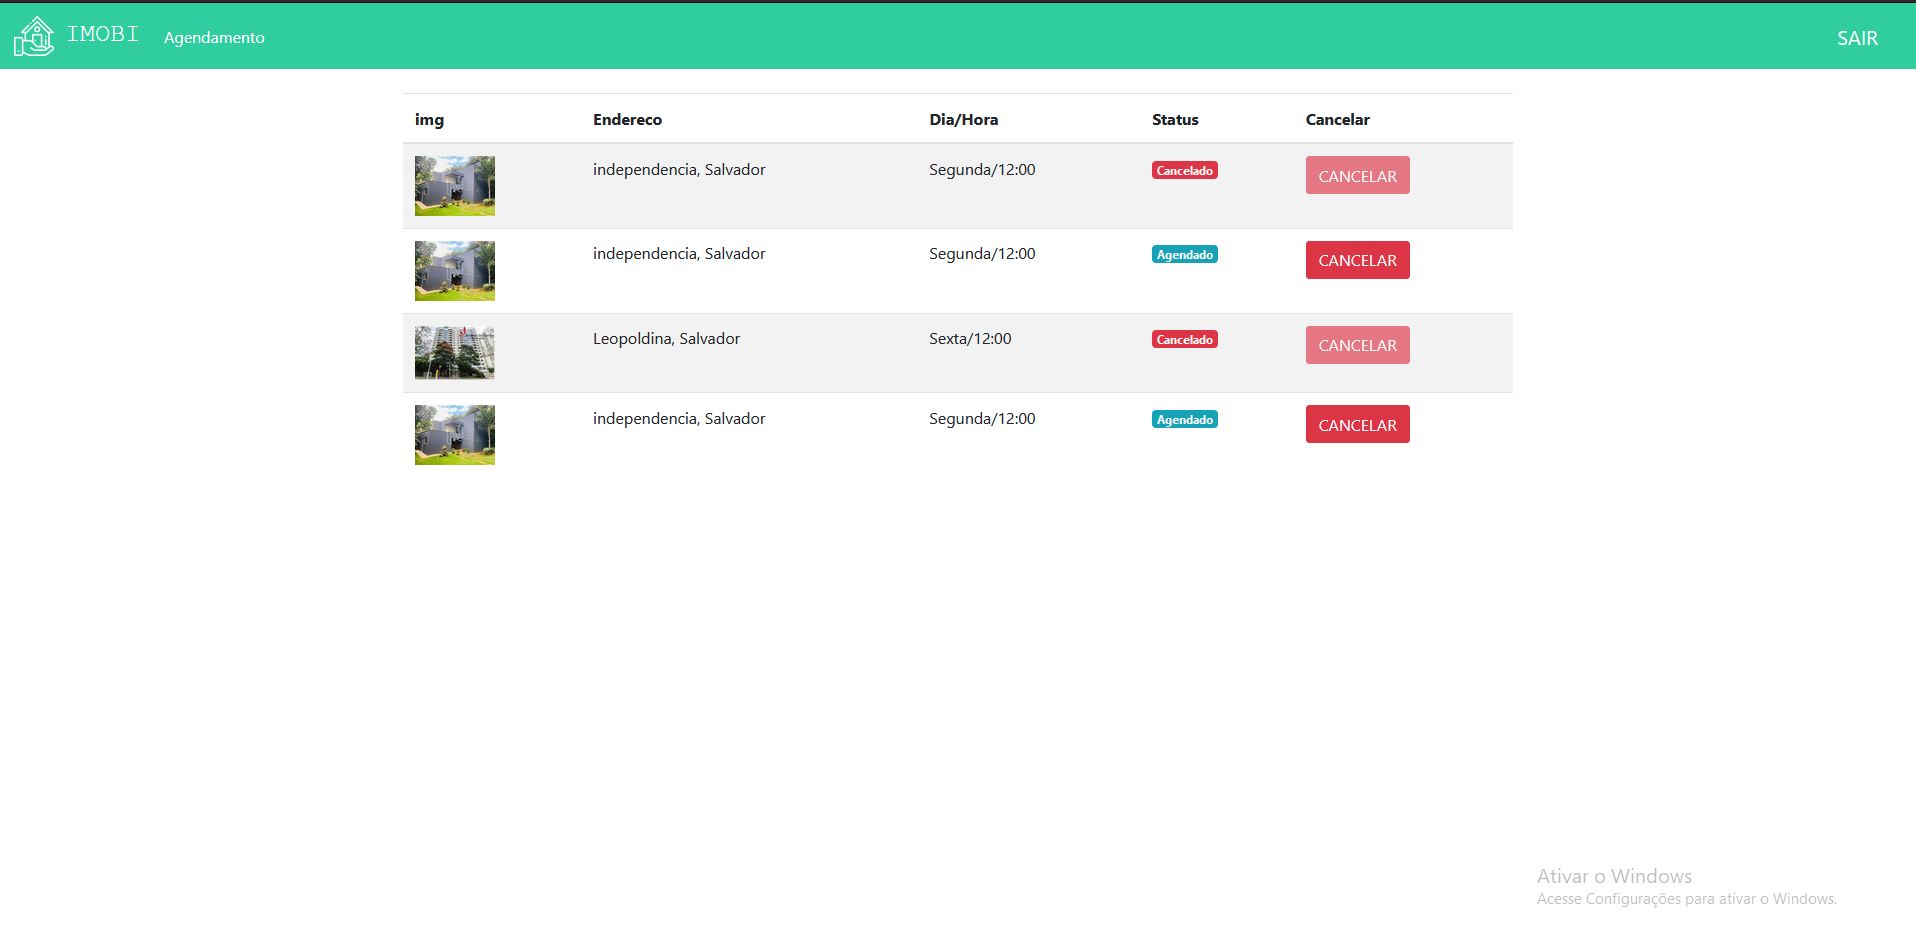 IMOBI Agendamento SAIR
img Endereco Dia/Hora Status Cancelar
independencia, Salvador Segunda/12:00 Cancelado CANCELAR
independencia, Salvador Segunda/12:00 Agendado CANCELAR
Leopoldina, Salvador Sexta/12:00 Cancelado CANCELAR
independencia, Salvador Segunda/12:00 Agendado CANCELAR
Ativar o Windows
Acesse Configurações para ativar o Windows.